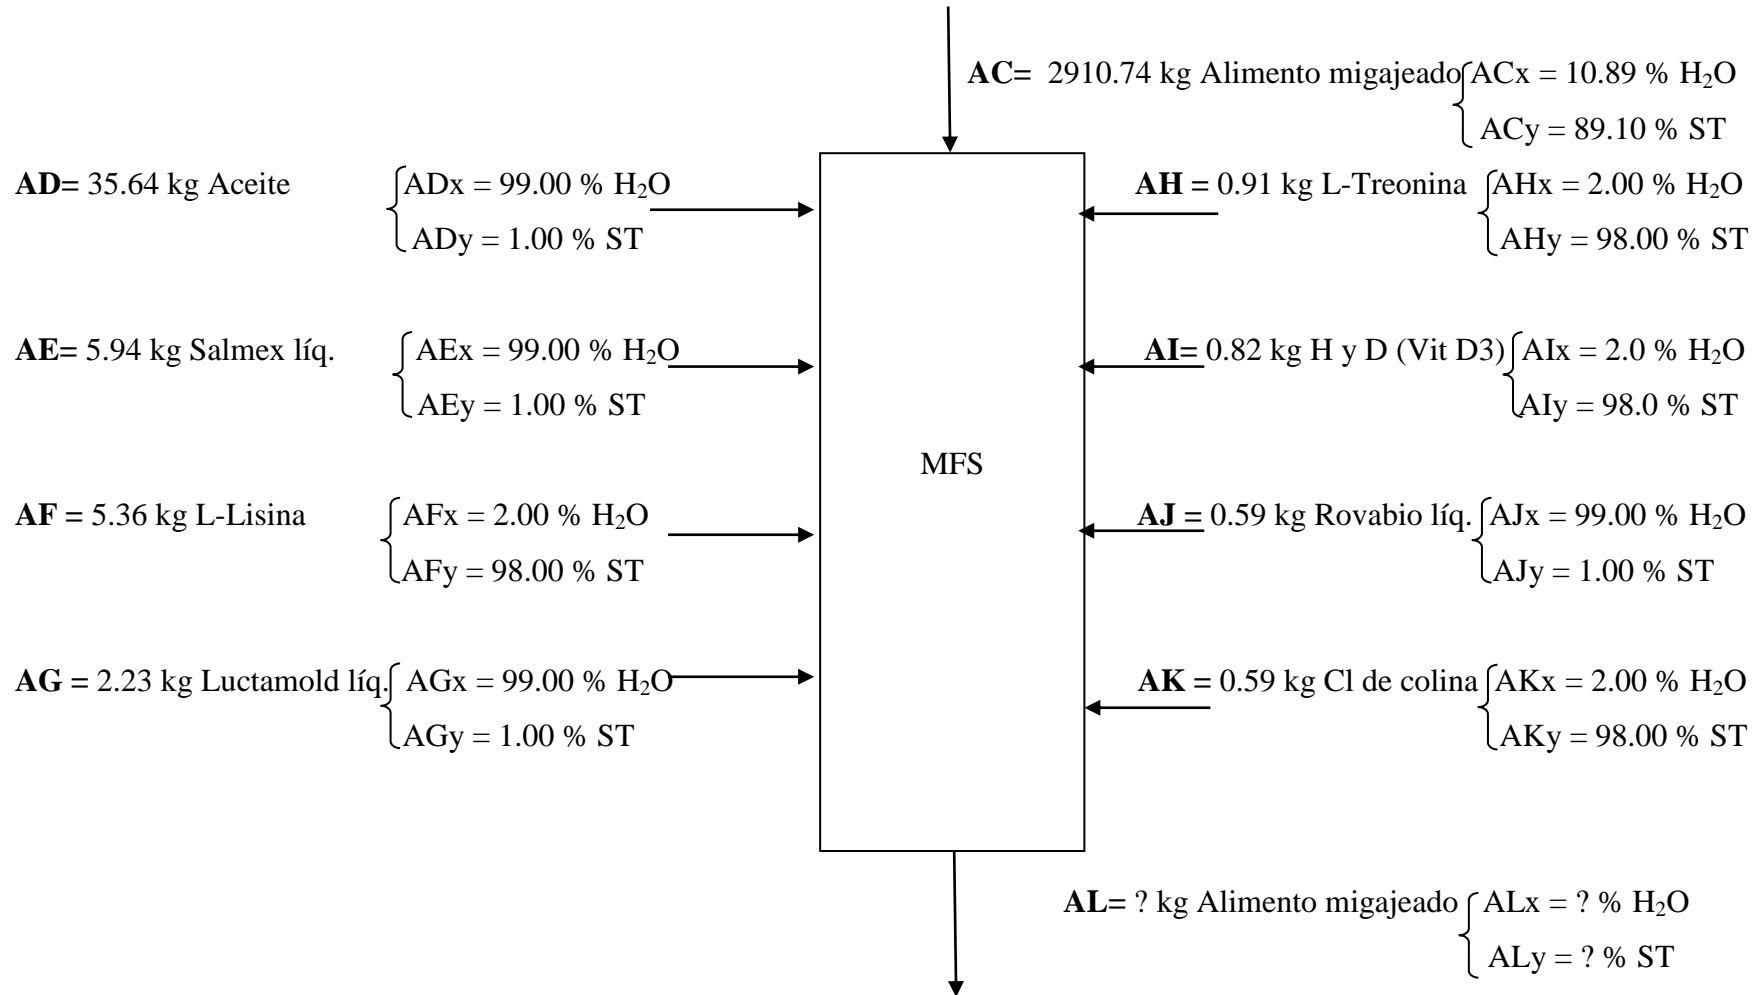 AC= 2910.74 kg Alimento migajeado ACx = 10.89 % H₂O
ACy = 89.10 % ST
AD= 35.64 kg Aceite ADx = 99.00 % H₂O
ADy = 1.00 % ST
AH = 0.91 kg L-Treonina AHx = 2.00 % H₂O
AHy = 98.00 % ST
AE= 5.94 kg Salmex líq. AEx = 99.00 % H₂O
AEy = 1.00 % ST
AI= 0.82 kg H y D (Vit D3) AIx = 2.0 % H₂O
AIy = 98.0 % ST
MFS
AF = 5.36 kg L-Lisina AFx = 2.00 % H₂O
AFy = 98.00 % ST
AJ = 0.59 kg Rovabio líq. AJx = 99.00 % H₂O
AJy = 1.00 % ST
AG = 2.23 kg Luctamold líq. AGx = 99.00 % H₂O
AGy = 1.00 % ST
AK = 0.59 kg Cl de colina AKx = 2.00 % H₂O
AKy = 98.00 % ST
AL= ? kg Alimento migajeado ALx = ? % H₂O
ALy = ? % ST